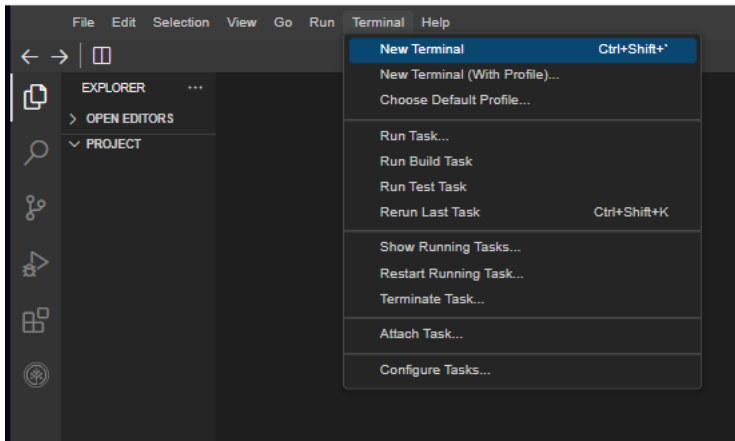 File Edit Selection View Go Run Terminal Help
EXPLORER ...
> OPEN EDITORS
PROJECT
New Terminal Ctrl+Shift+`
New Terminal (With Profile)...
Choose Default Profile...
Run Task...
Run Build Task
Run Test Task
Rerun Last Task Ctrl+Shift+K
Show Running Tasks...
Restart Running Task...
Terminate Task...
Attach Task...
Configure Tasks...